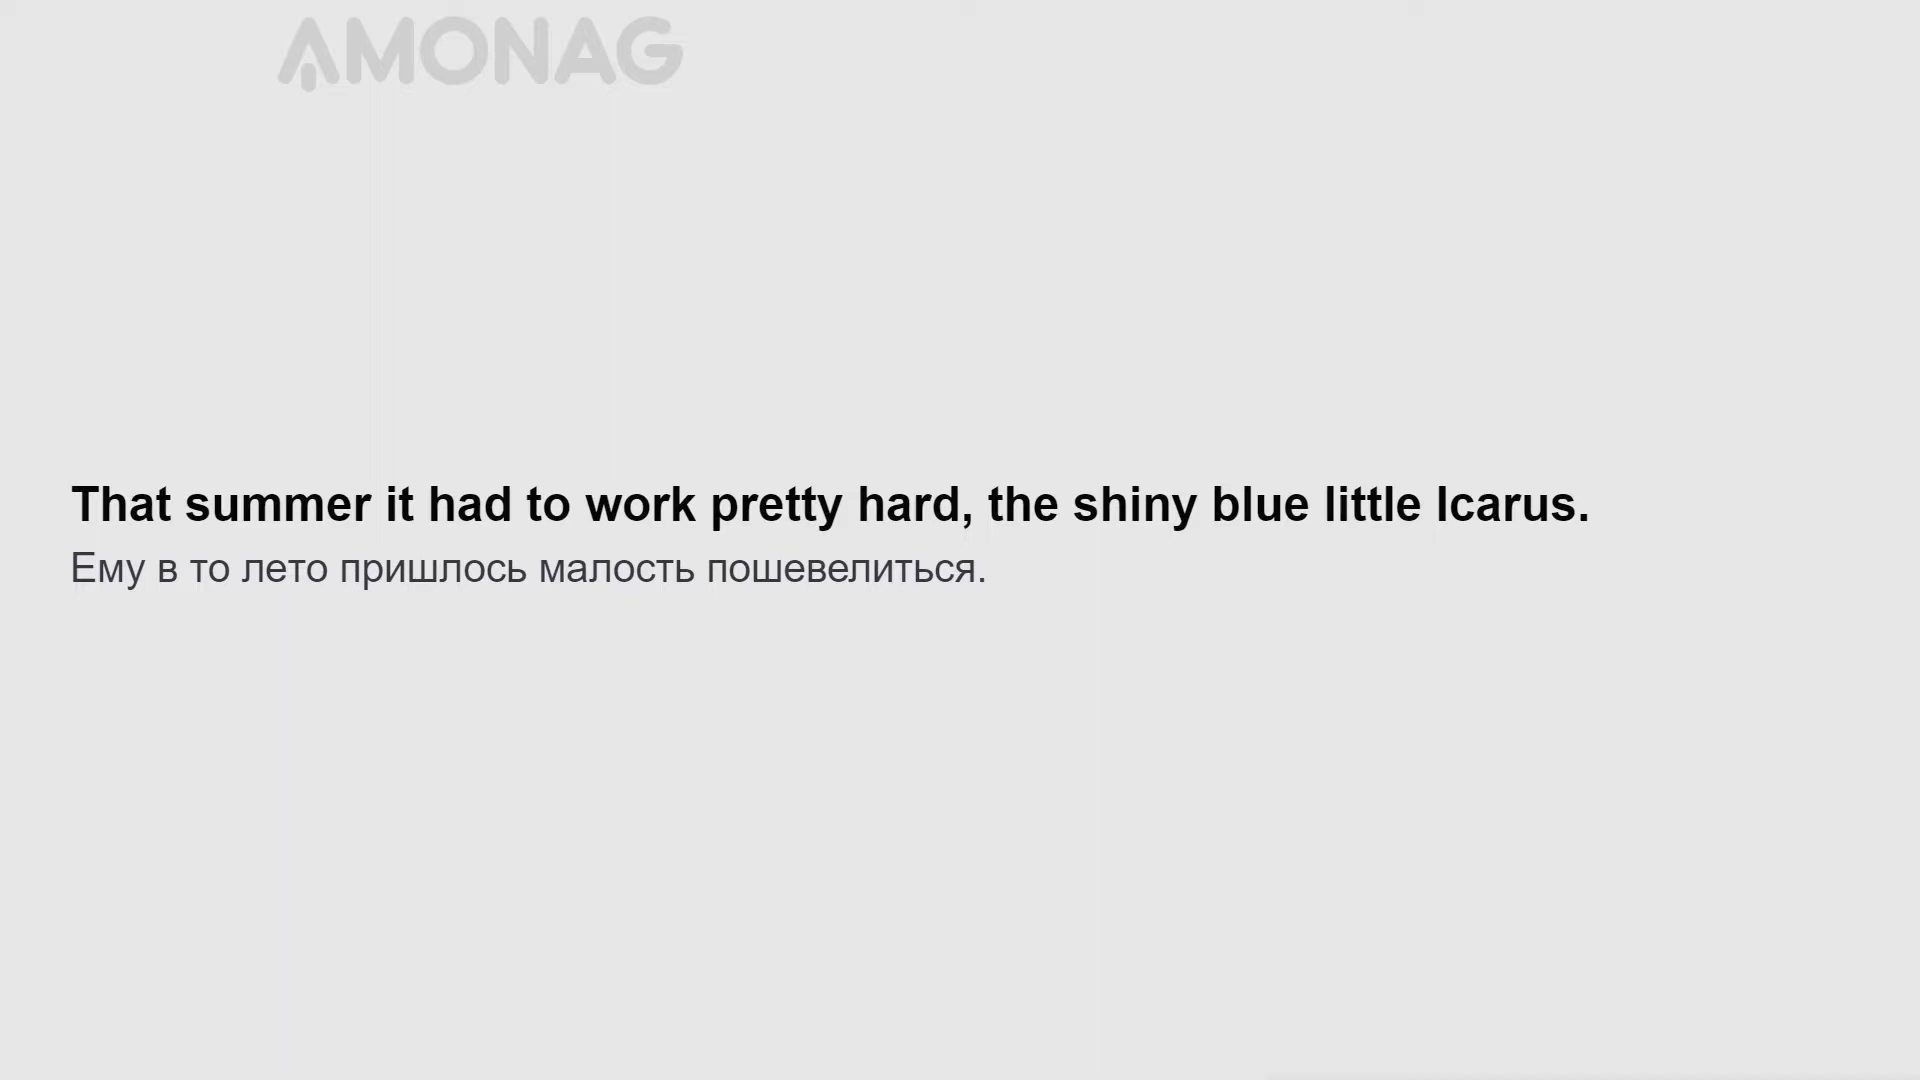 AMONAG
That summer it had to work pretty hard, the shiny blue little Icarus.
Ему в то лето пришлось малость пошевелиться.